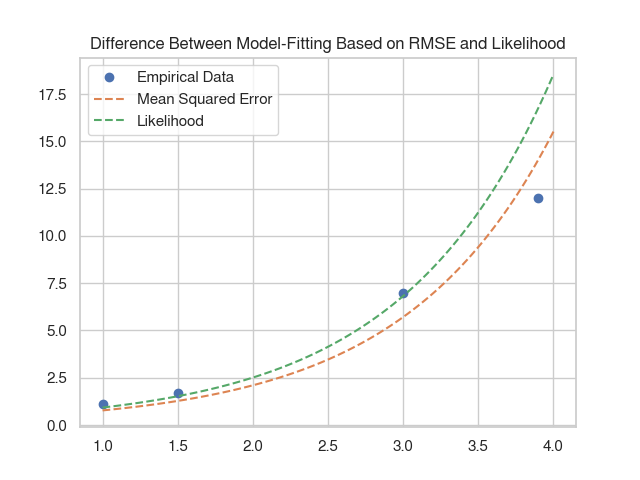 Difference Between Model-Fitting Based on RMSE and Likelihood
Empirical Data
Mean Squared Error
Likelihood
17.5
15.0
12.5
10.0
7.5
5.0
2.5
0.0
1.0 1.5 2.0 2.5 3.0 3.5 4.0